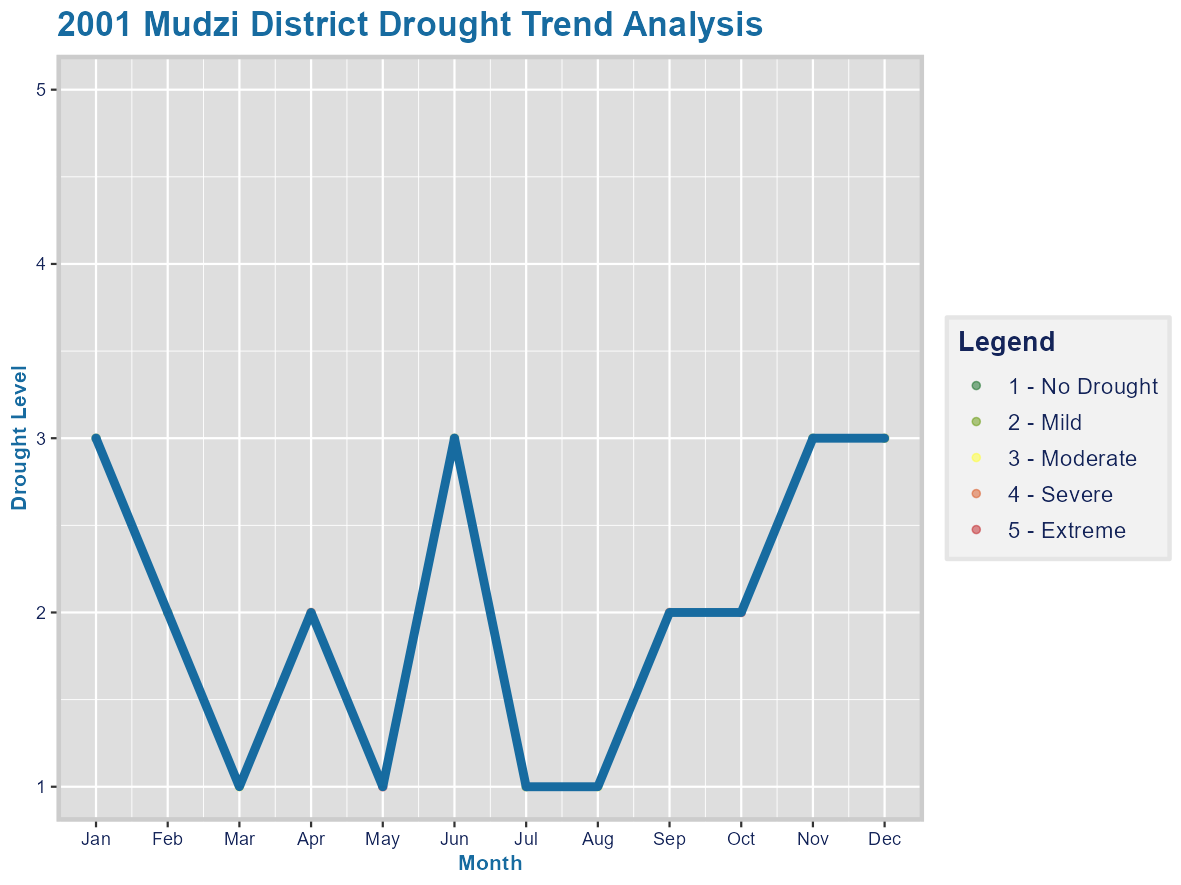 2001 Mudzi District Drought Trend Analysis
5
4
3
2
1
Drought Level
Jan Feb Mar Apr May Jun Jul Aug Sep Oct Nov Dec
Month
Legend
1 - No Drought
2 - Mild
3 - Moderate
4 - Severe
5 - Extreme